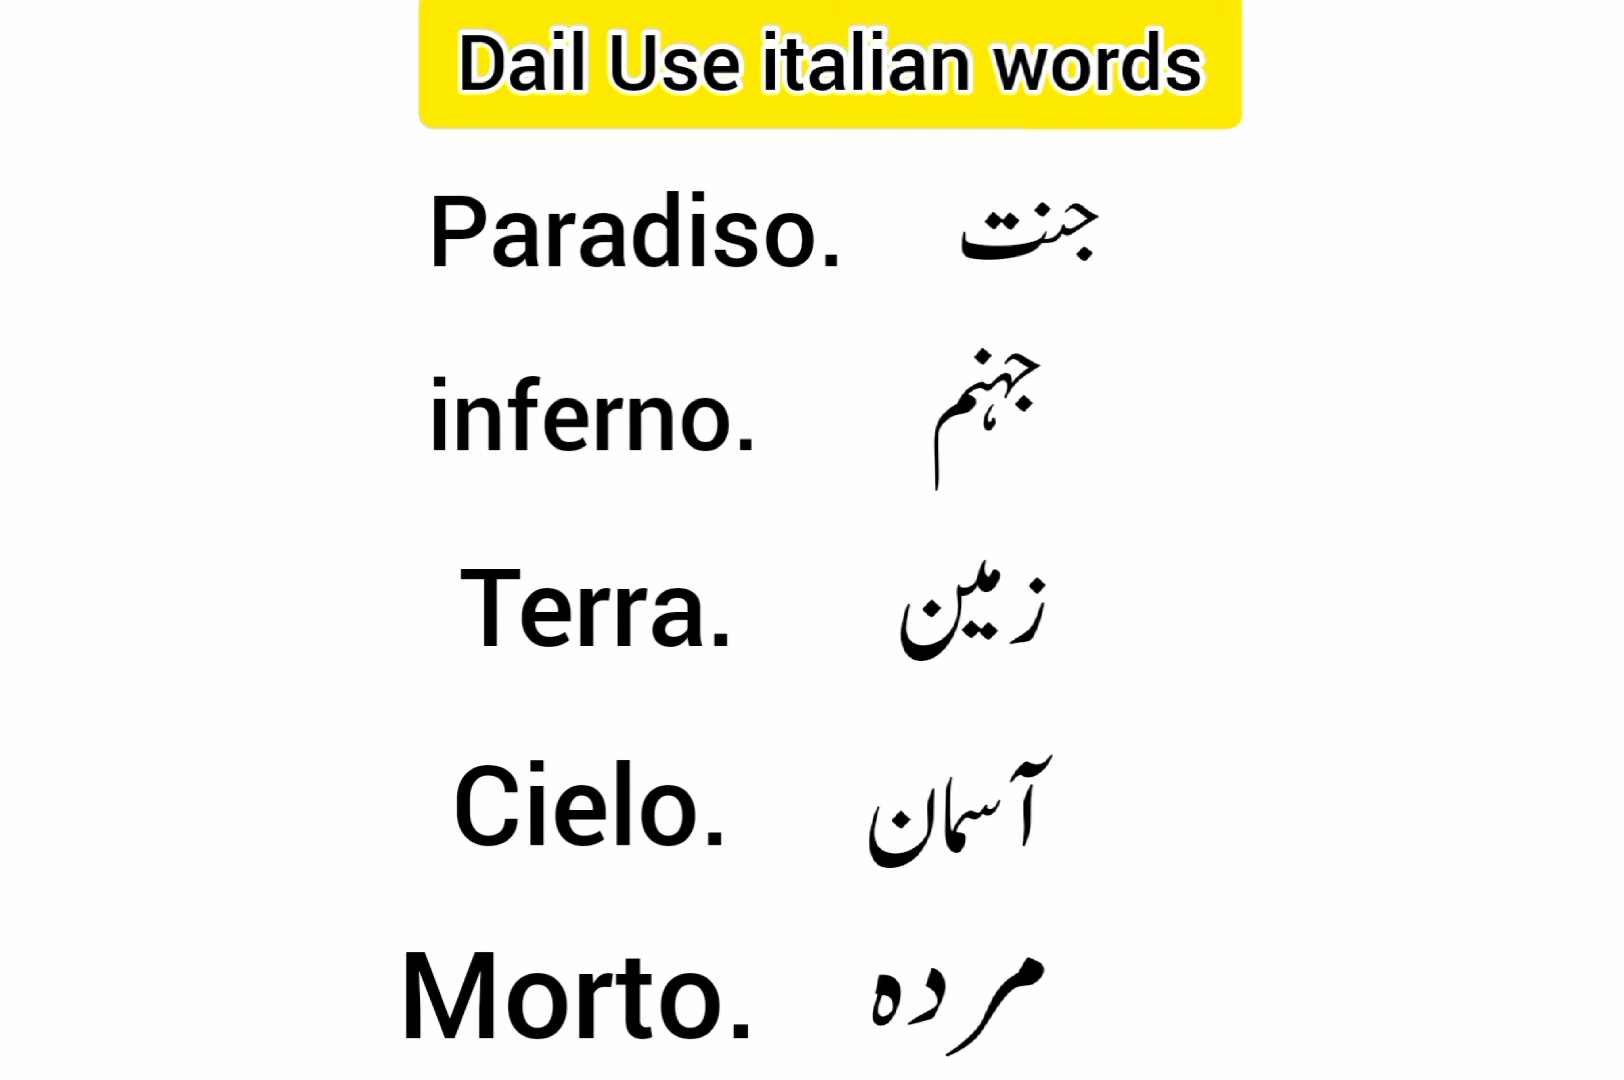 Dail Use italian words
Paradiso. جنت
inferno. جہنم
Terra. زمین
Cielo. آسمان
Morto. مردہ